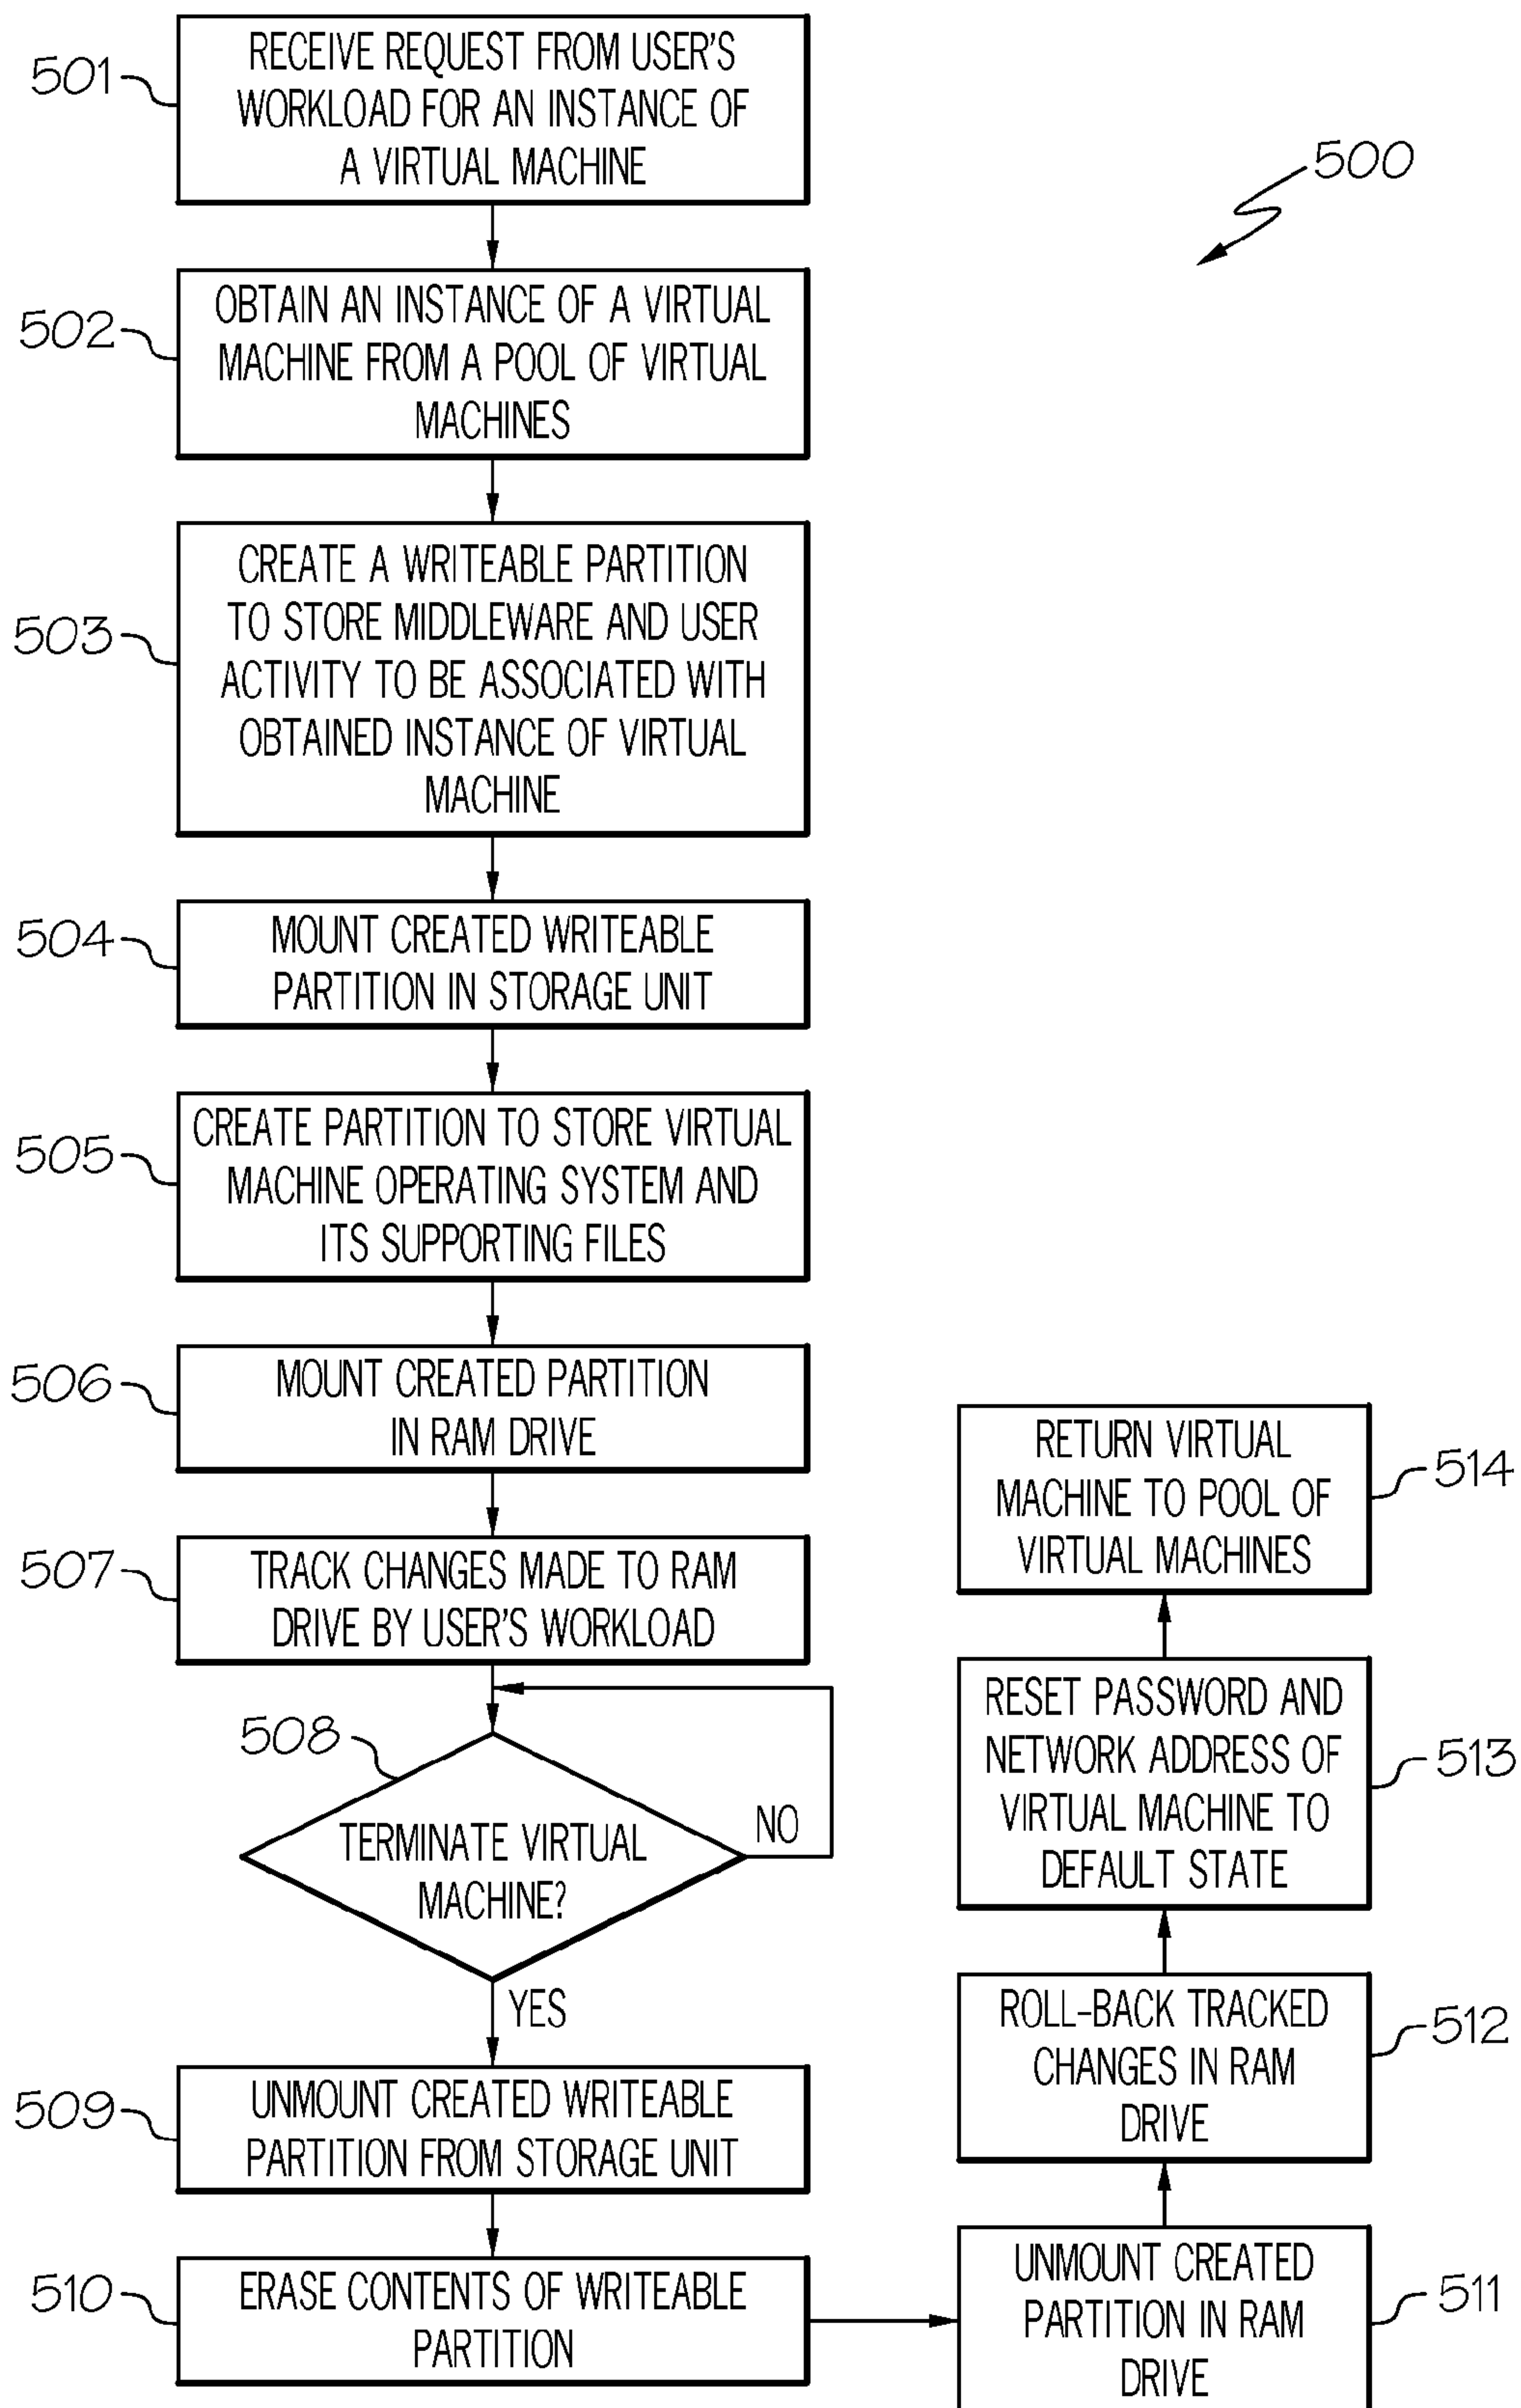 501
RECEIVE REQUEST FROM USER'S
WORKLOAD FOR AN INSTANCE OF
A VIRTUAL MACHINE
500
502
OBTAIN AN INSTANCE OF A VIRTUAL
MACHINE FROM A POOL OF VIRTUAL
MACHINES
503
CREATE A WRITEABLE PARTITION
TO STORE MIDDLEWARE AND USER
ACTIVITY TO BE ASSOCIATED WITH
OBTAINED INSTANCE OF VIRTUAL
MACHINE
504
MOUNT CREATED WRITEABLE
PARTITION IN STORAGE UNIT
505
CREATE PARTITION TO STORE VIRTUAL
MACHINE OPERATING SYSTEM AND
ITS SUPPORTING FILES
506
MOUNT CREATED PARTITION
IN RAM DRIVE
507
TRACK CHANGES MADE TO RAM
DRIVE BY USER'S WORKLOAD
508
TERMINATE VIRTUAL
MACHINE?
NO
YES
509
UNMOUNT CREATED WRITEABLE
PARTITION FROM STORAGE UNIT
510
ERASE CONTENTS OF WRITEABLE
PARTITION
UNMOUNT CREATED
PARTITION IN RAM
DRIVE
511
ROLL-BACK TRACKED
CHANGES IN RAM
DRIVE
512
RESET PASSWORD AND
NETWORK ADDRESS OF
VIRTUAL MACHINE TO
DEFAULT STATE
513
RETURN VIRTUAL
MACHINE TO POOL OF
VIRTUAL MACHINES
514